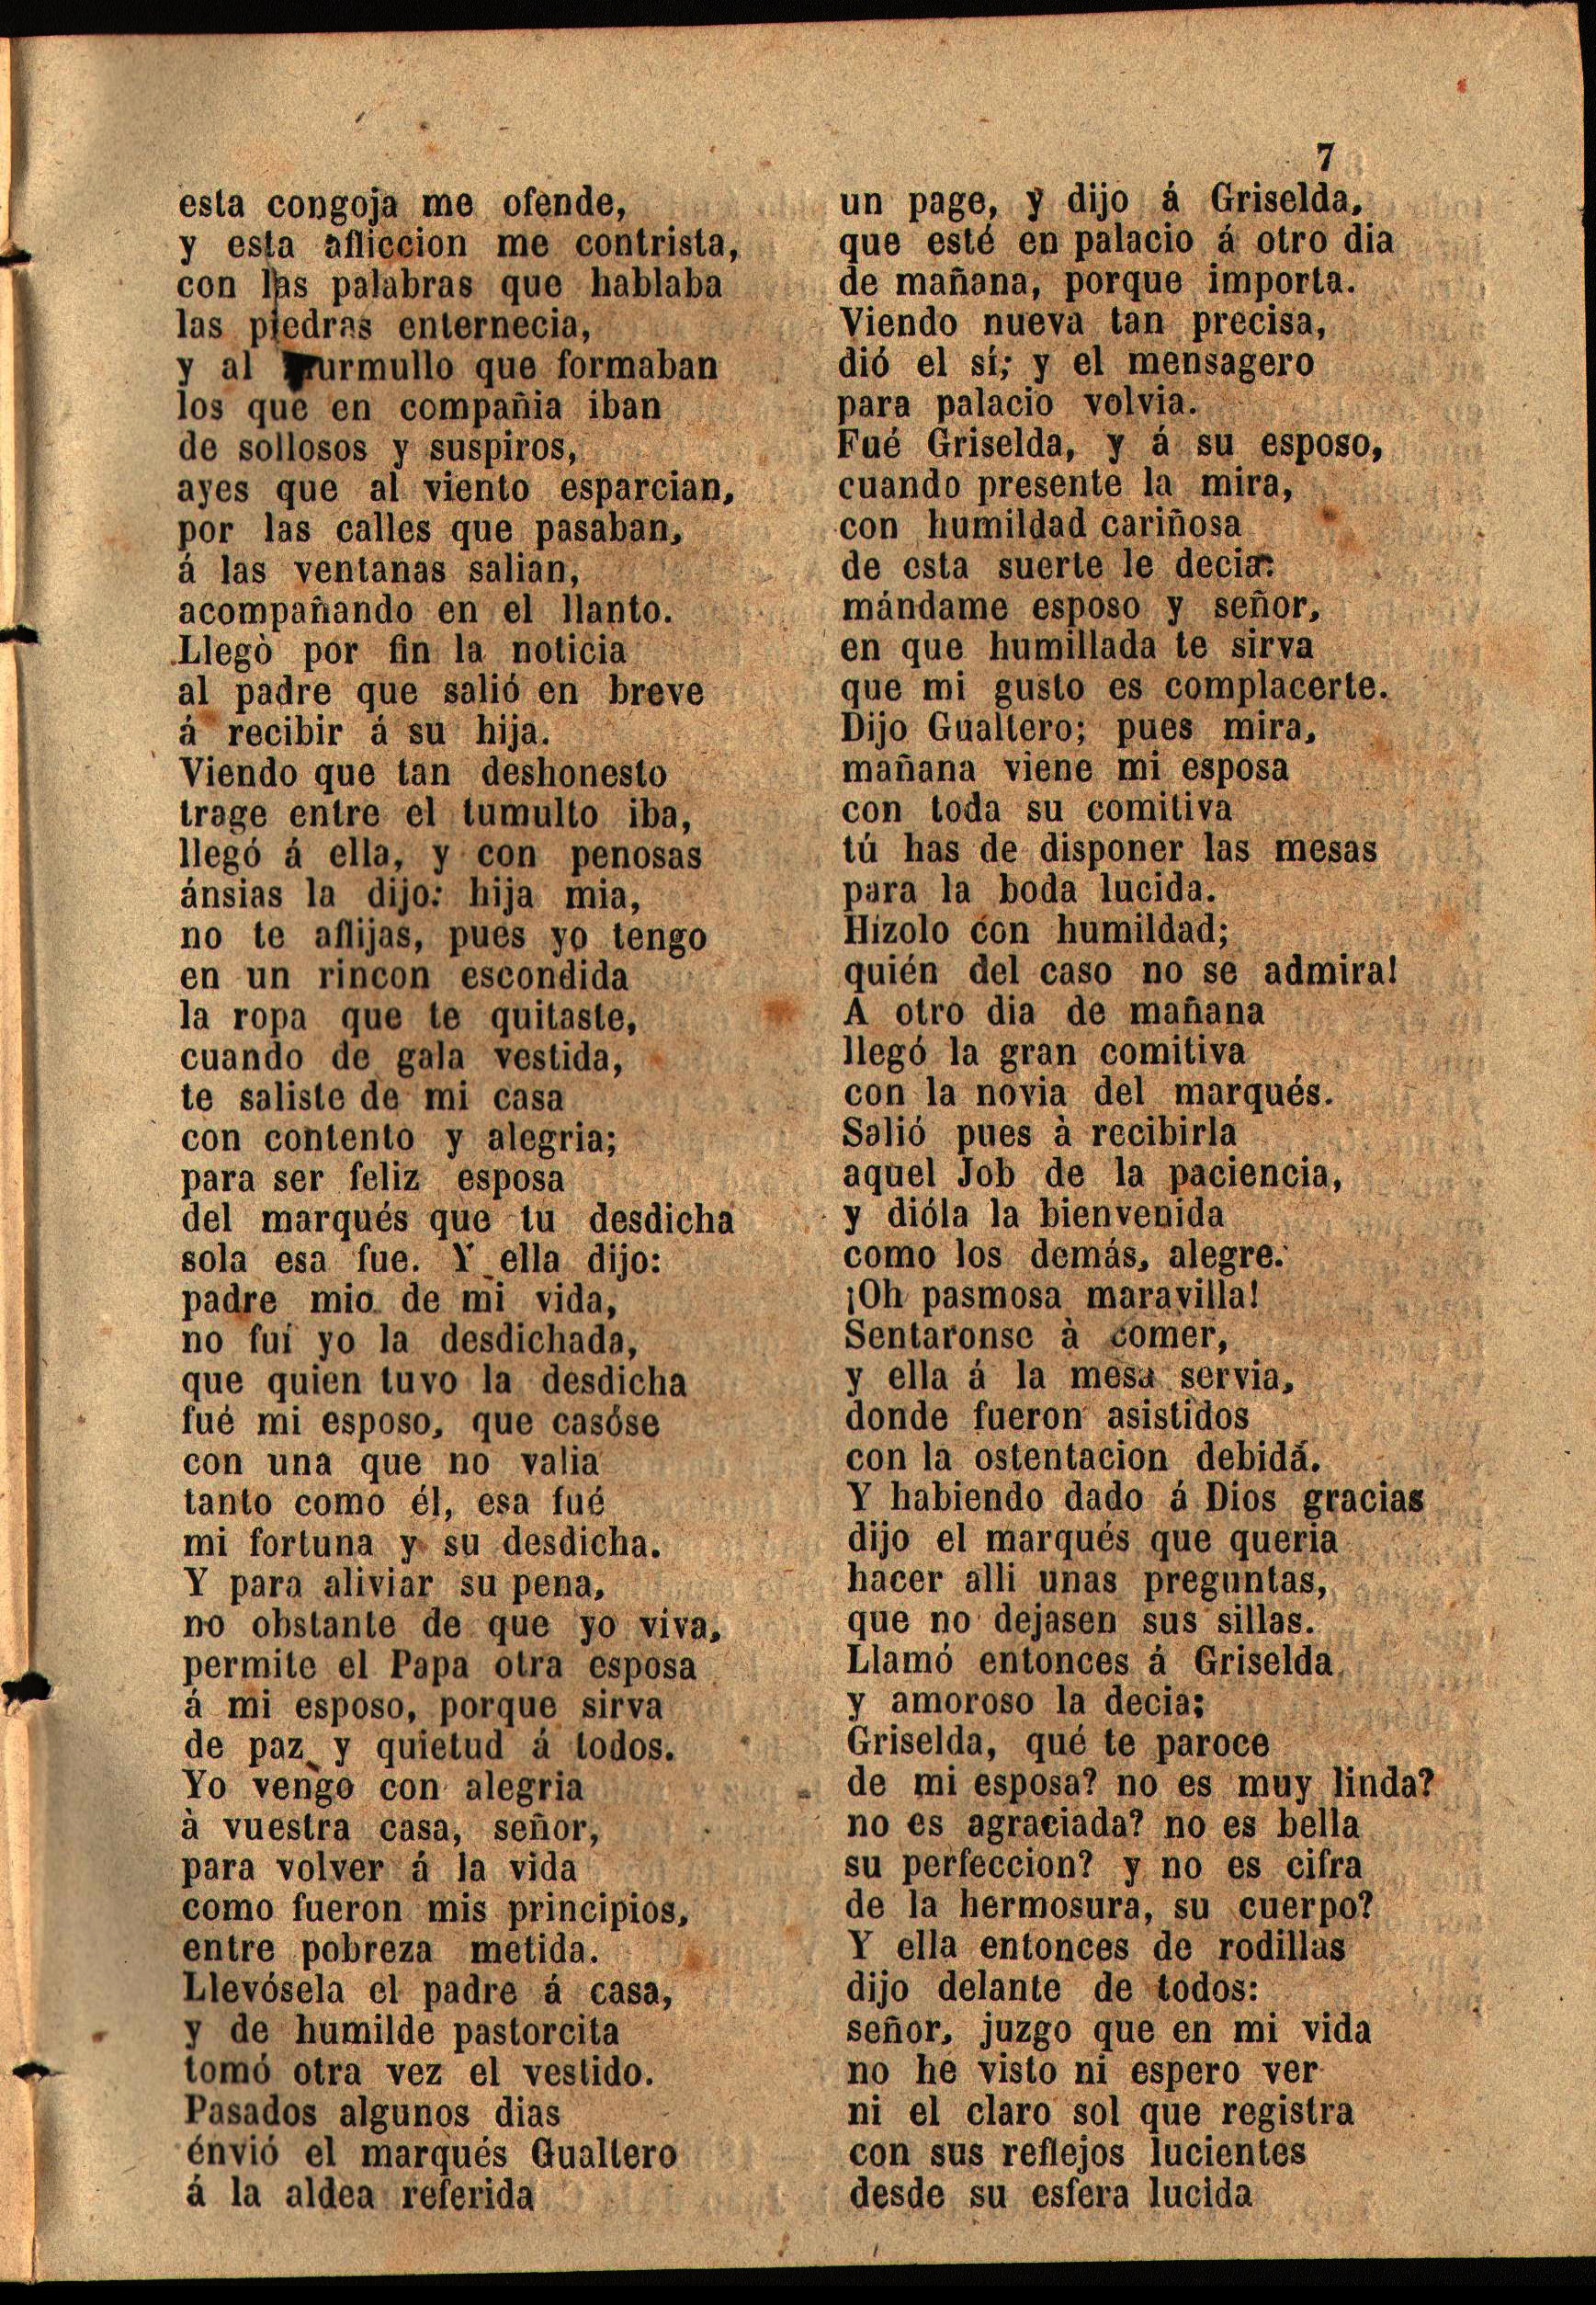 7
esta congoja me ofende,
y esta afliccion me contrista,
con las palabras que hablaba
las piedras enternecia,
y al murmullo que formaban
los que en compañia iban
de sollosos y suspiros,
ayes que al viento esparcian,
por las calles que pasaban,
á las ventanas salian,
acompañando en el llanto.
Llegò por fin la noticia
al padre que salió en breve
á recibir á su hija.
Viendo que tan deshonesto
trage entre el tumulto iba,
llegó á ella, y con penosas
ánsias la dijo: hija mia,
no te aflijas, pues yo tengo
en un rincon escondida
la ropa que te quitaste,
cuando de gala vestida,
te saliste de mi casa
con contento y alegria;
para ser feliz esposa
del marqués que tu desdicha
sola esa fue. Y ella dijo:
padre mio de mi vida,
no fui yo la desdichada,
que quien tuvo la desdicha
fué mi esposo, que casóse
con una que no valia
tanto como él, esa fué
mi fortuna y su desdicha.
Y para aliviar su pena,
no obstante de que yo viva,
permite el Papa otra esposa
á mi esposo, porque sirva
de paz y quietud á todos.
Yo vengo con alegria
à vuestra casa, señor,
para volver á la vida
como fueron mis principios,
entre pobreza metida.
Llevósela el padre á casa,
y de humilde pastorcita
tomó otra vez el vestido.
Pasados algunos dias
énvió el marqués Gualtero
á la aldea referida
un page, y dijo á Griselda,
que esté en palacio á otro dia
de mañana, porque importa.
Viendo nueva tan precisa,
dió el sí; y el mensagero
para palacio volvia.
Fué Griselda, y á su esposo,
cuando presente la mira,
con humildad cariñosa
de esta suerte le decia:
mándame esposo y señor,
en que humillada te sirva
que mi gusto es complacerte.
Dijo Gualtero; pues mira,
mañana viene mi esposa
con toda su comitiva
tú has de disponer las mesas
para la boda lucida.
Hízolo con humildad;
quién del caso no se admira!
A otro dia de mañana
llegó la gran comitiva
con la novia del marqués.
Salió pues à recibirla
aquel Job de la paciencia,
y dióla la bienvenida
como los demás, alegre.
¡Oh pasmosa maravilla!
Sentaronse à comer,
y ella á la mesa servia,
donde fueron asistidos
con la ostentacion debida.
Y habiendo dado á Dios gracias
dijo el marqués que queria
hacer alli unas preguntas,
que no dejasen sus sillas.
Llamó entonces á Griselda
y amoroso la decia;
Griselda, qué te paroce
de mi esposa? no es muy linda?
no es agraciada? no es bella
su perfeccion? y no es cifra
de la hermosura, su cuerpo?
Y ella entonces de rodillas
dijo delante de todos:
señor, juzgo que en mi vida
no he visto ni espero ver
ni el claro sol que registra
con sus reflejos lucientes
desde su esfera lucida